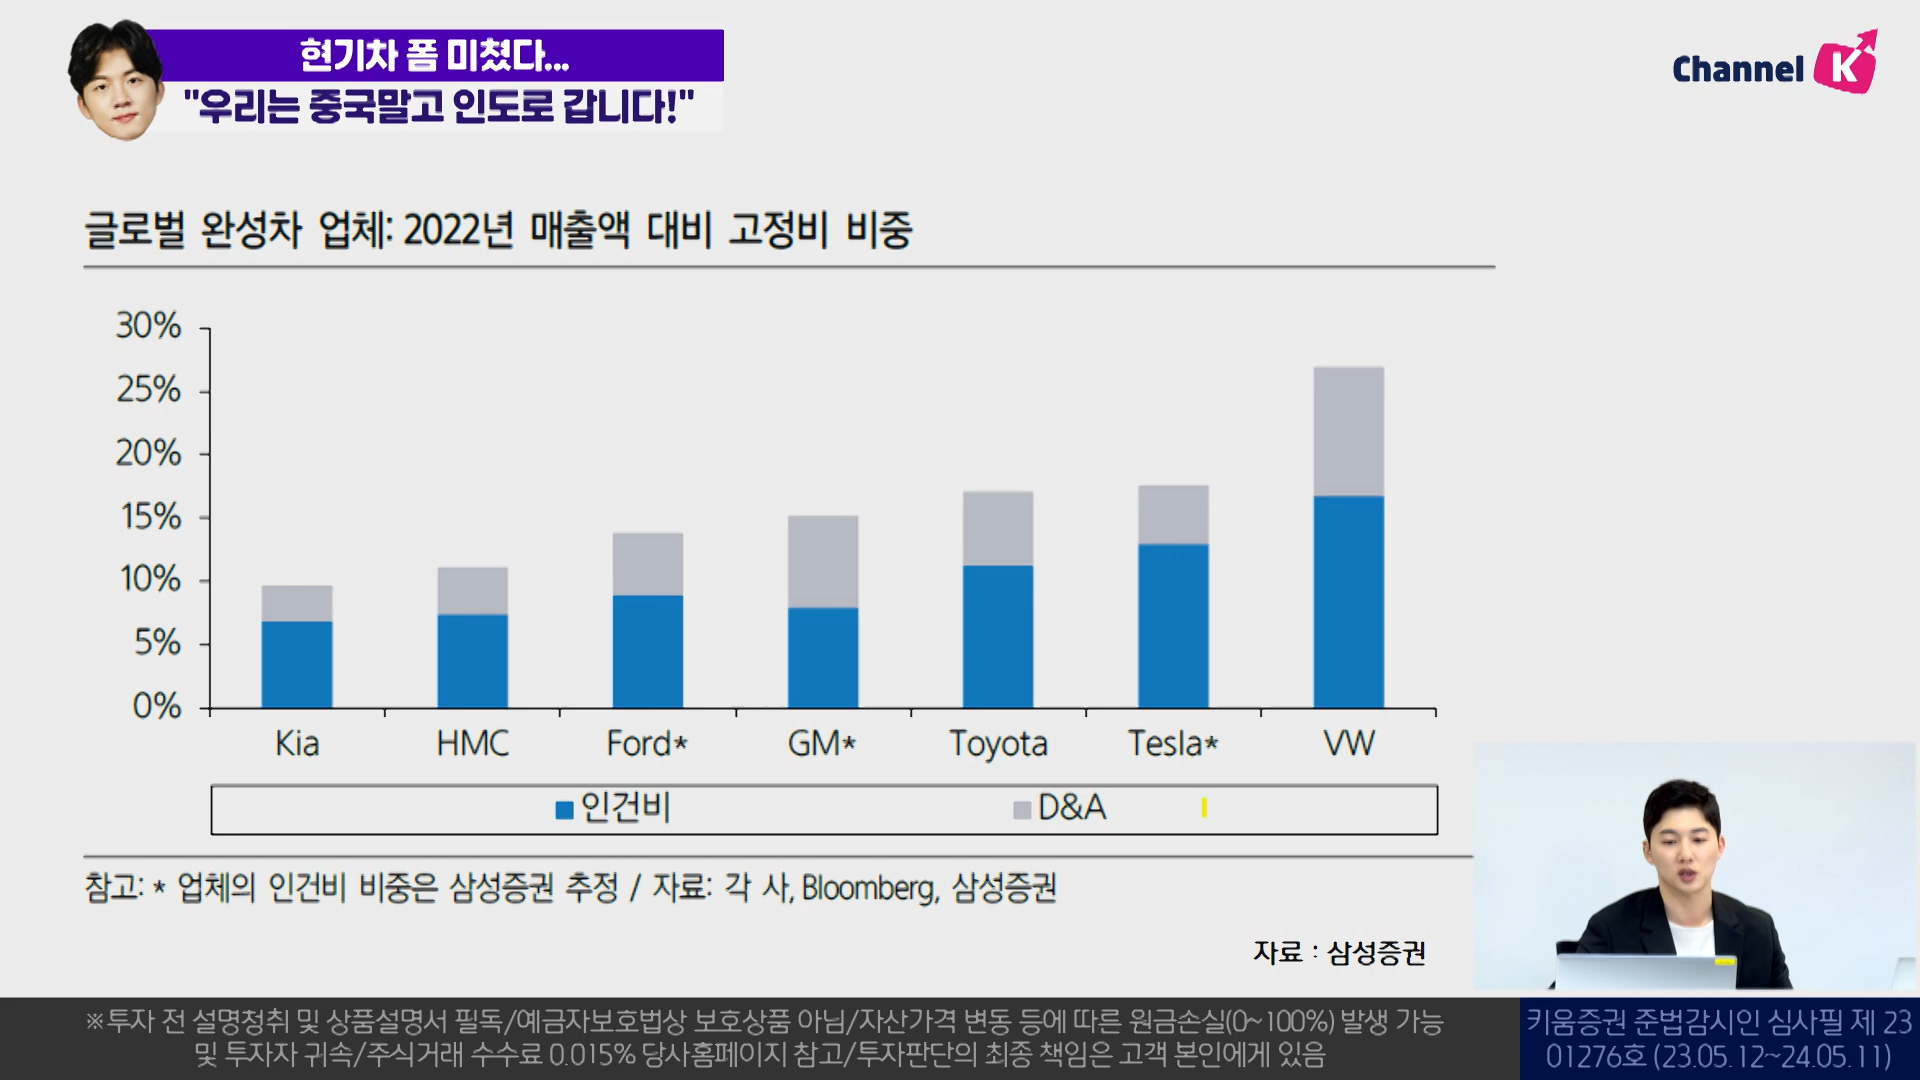 현기차 폼 미쳤다...
"우리는 중국말고 인도로 갑니다!"
Channel K
글로벌 완성차 업체: 2022년 매출액 대비 고정비 비중
30%
25%
20%
15%
10%
5%
0%
Kia HMC Ford* GM* Toyota Tesla* VW
인건비 D&A
참고: * 업체의 인건비 비중은 삼성증권 추정 / 자료: 각 사, Bloomberg, 삼성증권
자료 : 삼성증권
※투자 전 설명청취 및 상품설명서 필독/예금자보호법상 보호상품 아님/자산가격 변동 등에 따른 원금손실(0~100%) 발생 가능
및 투자자 귀속/주식거래 수수료 0.015% 당사홈페이지 참고/투자판단의 최종 책임은 고객 본인에게 있음
키움증권 준법감시인 심사필 제 23
01276호 (23.05.12~24.05.11)